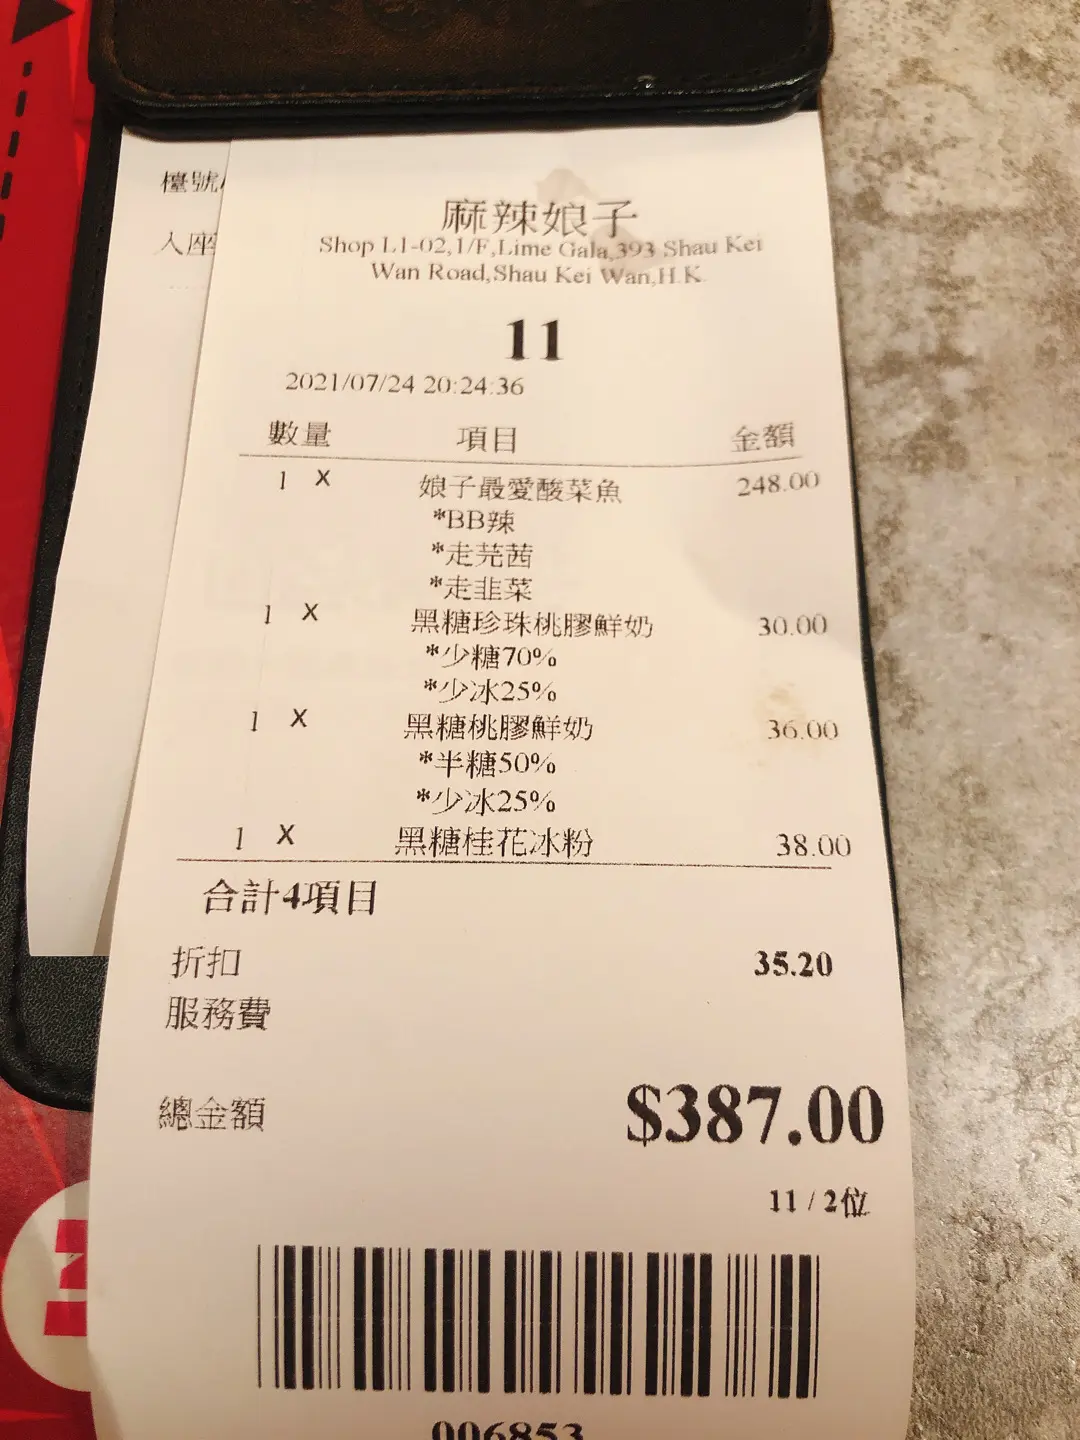 檯號
入座
麻辣娘子
Shop L1-02,1/F,Lime Gala,393 Shau Kei
Wan Road,Shau Kei Wan,H.K.
11
2021/07/24 20:24:36
數量 項目 金額
1 X 娘子最愛酸菜魚 248.00
*BB辣
*走芫茜
*走韭菜
1 X 黑糖珍珠桃膠鮮奶 30.00
*少糖70%
*少冰25%
1 X 黑糖桃膠鮮奶 36.00
*半糖50%
*少冰25%
1 X 黑糖桂花冰粉 38.00
合計4項目
折扣
服務費 35.20
總金額 $387.00
11 / 2位
006853